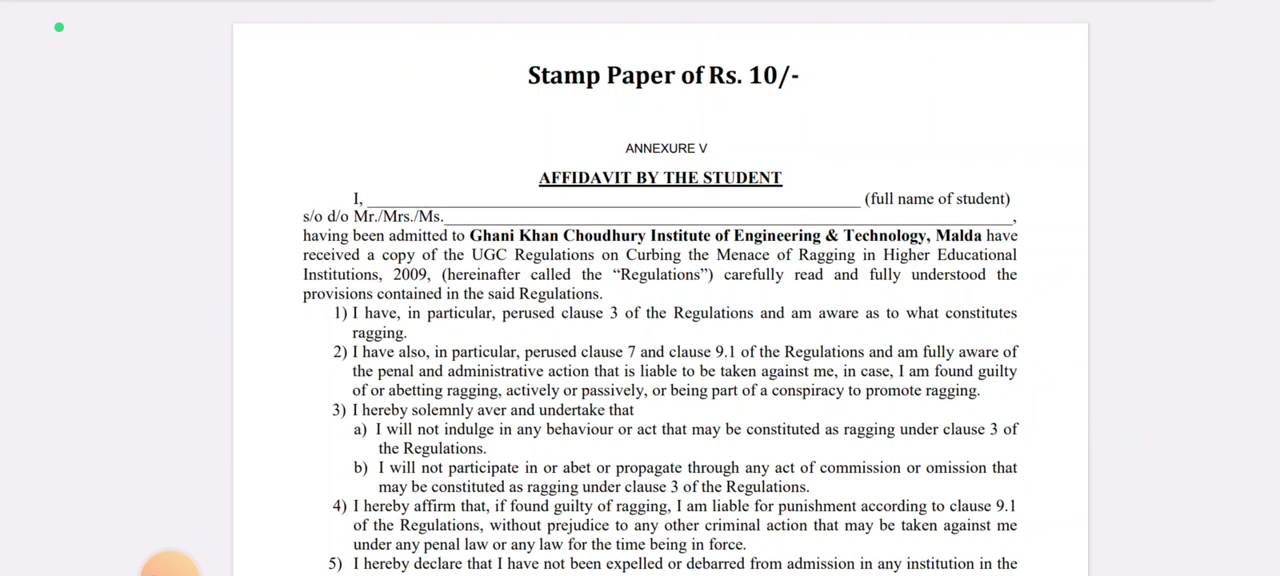 Stamp Paper of Rs. 10/-
ANNEXURE V
AFFIDAVIT BY THE STUDENT
I, ______________________________ (full name of student)
s/o d/o Mr./Mrs./Ms.______________________________,
having been admitted to Ghani Khan Choudhury Institute of Engineering & Technology, Malda have
received a copy of the UGC Regulations on Curbing the Menace of Ragging in Higher Educational
Institutions, 2009, (hereinafter called the “Regulations”) carefully read and fully understood the
provisions contained in the said Regulations.
1) I have, in particular, perused clause 3 of the Regulations and am aware as to what constitutes
ragging.
2) I have also, in particular, perused clause 7 and clause 9.1 of the Regulations and am fully aware of
the penal and administrative action that is liable to be taken against me, in case, I am found guilty
of or abetting ragging, actively or passively, or being part of a conspiracy to promote ragging.
3) I hereby solemnly aver and undertake that
a) I will not indulge in any behaviour or act that may be constituted as ragging under clause 3 of
the Regulations.
b) I will not participate in or abet or propagate through any act of commission or omission that
may be constituted as ragging under clause 3 of the Regulations.
4) I hereby affirm that, if found guilty of ragging, I am liable for punishment according to clause 9.1
of the Regulations, without prejudice to any other criminal action that may be taken against me
under any penal law or any law for the time being in force.
5) I hereby declare that I have not been expelled or debarred from admission in any institution in the